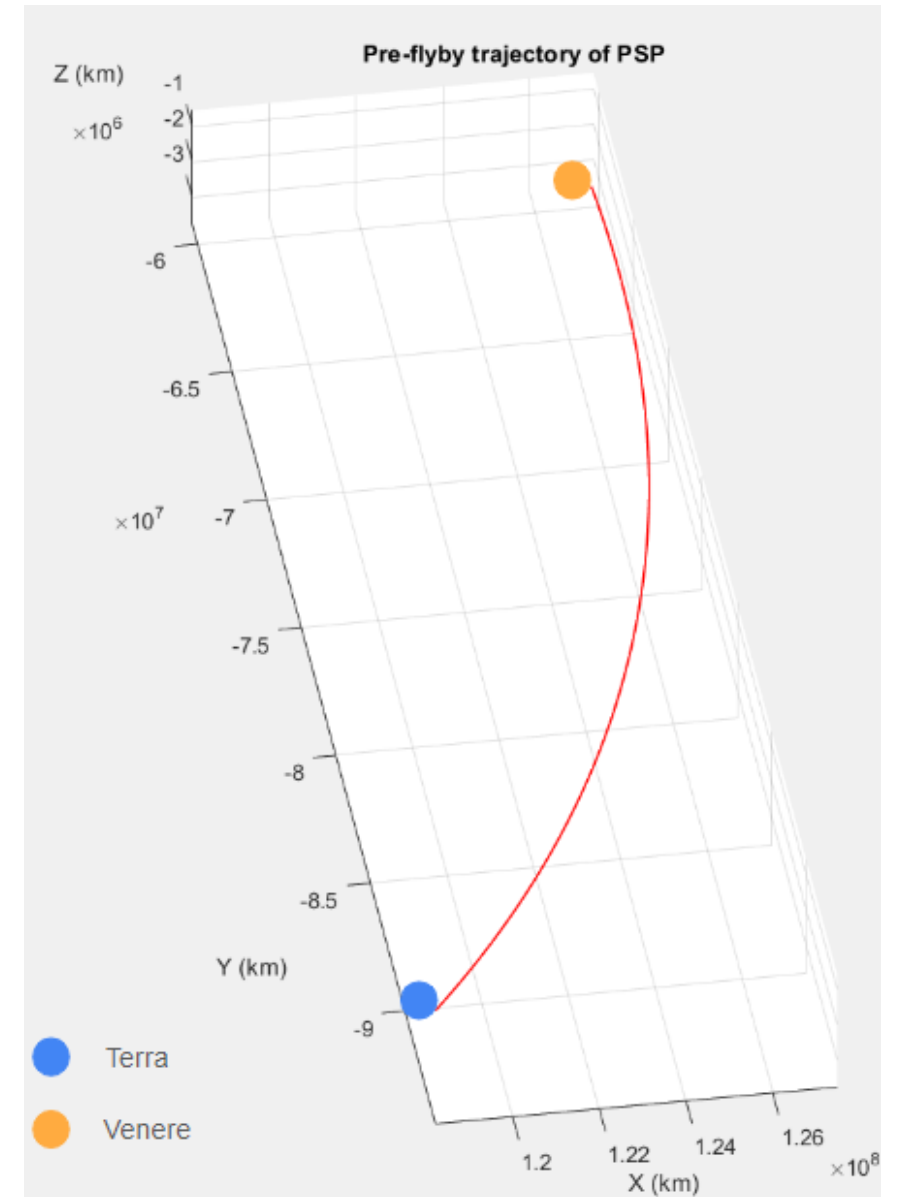 Pre-flyby trajectory of PSP
Z (km)
-1
-2
×10^6
-3
-6
-6.5
×10^7
-7
-7.5
-8
-8.5
Y (km)
-9
Terra
Venere
1.2
1.22
1.24
1.26
×10^8
X (km)